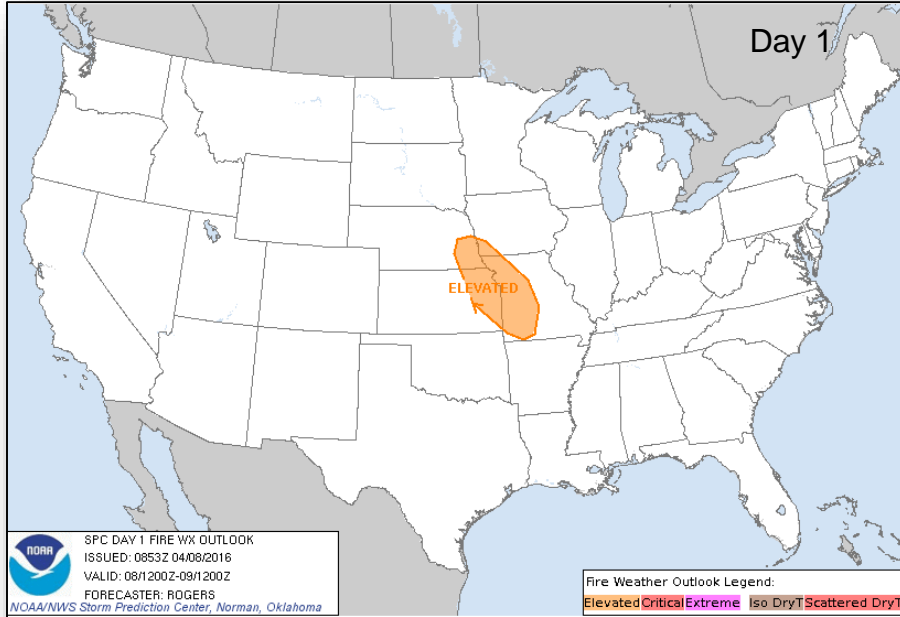 Day 1
ELEVATED
NOAA
SPC DAY 1 FIRE WX OUTLOOK
ISSUED: 0853Z 04/08/2016
VALID: 08/1200Z-09/1200Z
FORECASTER: ROGERS
NOAA/NWS Storm Prediction Center, Norman, Oklahoma
Fire Weather Outlook Legend:
Elevated Critical Extreme Iso DryT Scattered DryT